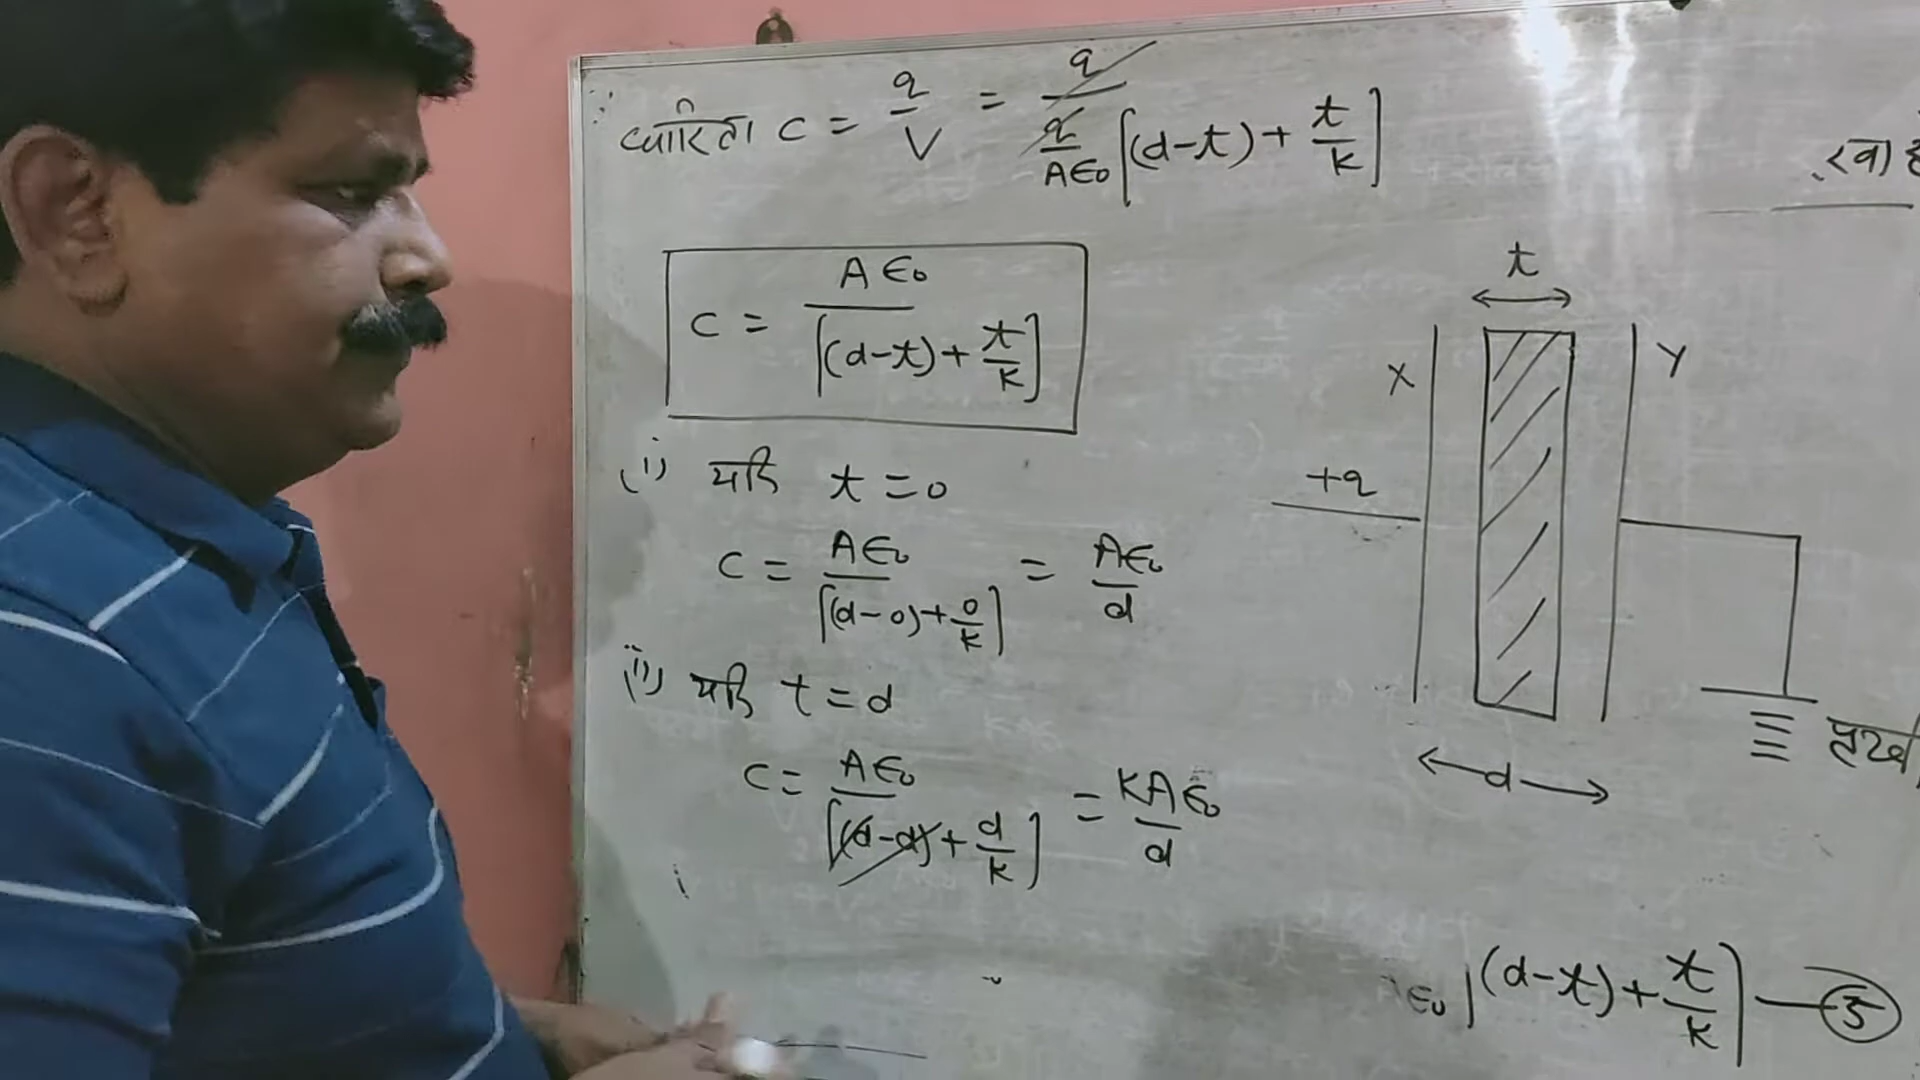 ∴ धारिता C = q/V = q/(q/Aϵ₀ [(d-t)+t/k])
C = Aϵ₀/[(d-t)+t/k]
(i) यदि t = 0
C = Aϵ₀/[(d-0)+0/k] = Aϵ₀/d
(ii) यदि t = d
C = Aϵ₀/[(d-d)+d/k] = KAϵ₀/d
t
X
Y
+q
d
ϵ₀ [(d-t)+t/k] — 5